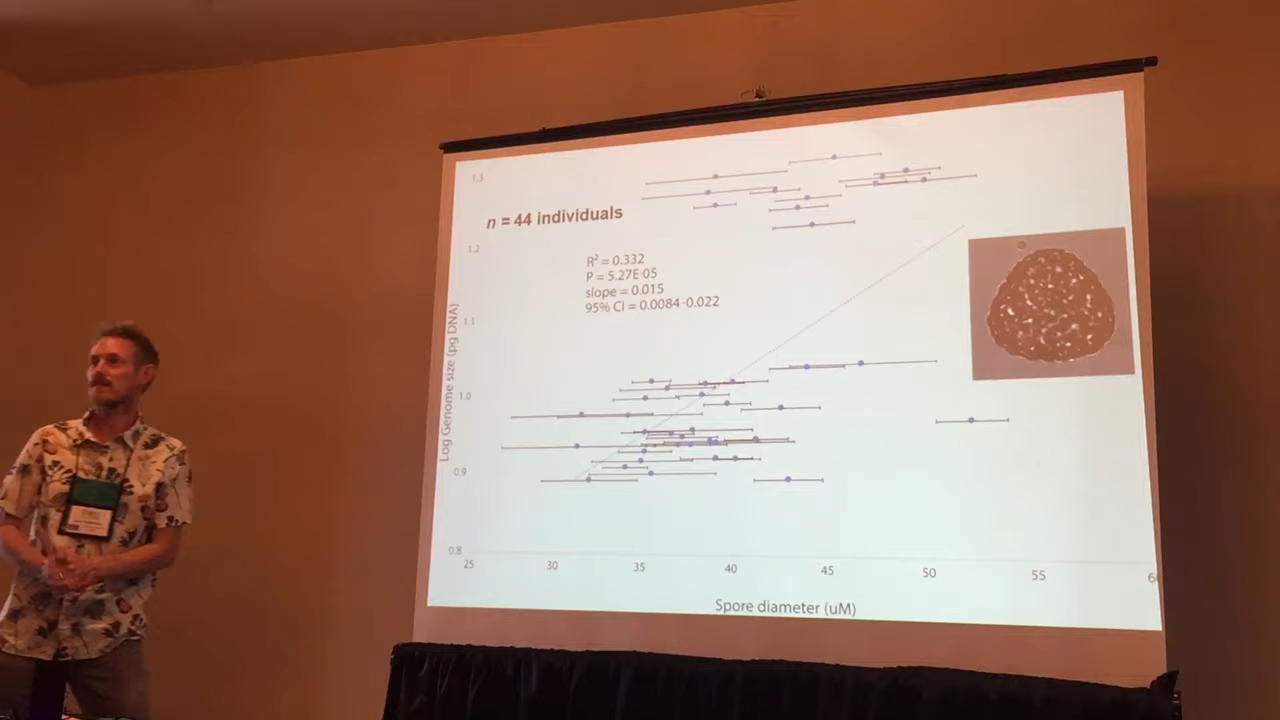 1.3
n = 44 individuals
1.2
R² = 0.332
P = 5.27E-05
slope = 0.015
95% CI = 0.0084-0.022
1.1
Log Genome size (pg DNA)
1.0
0.9
0.8
25 30 35 40 45 50 55
Spore diameter (uM)